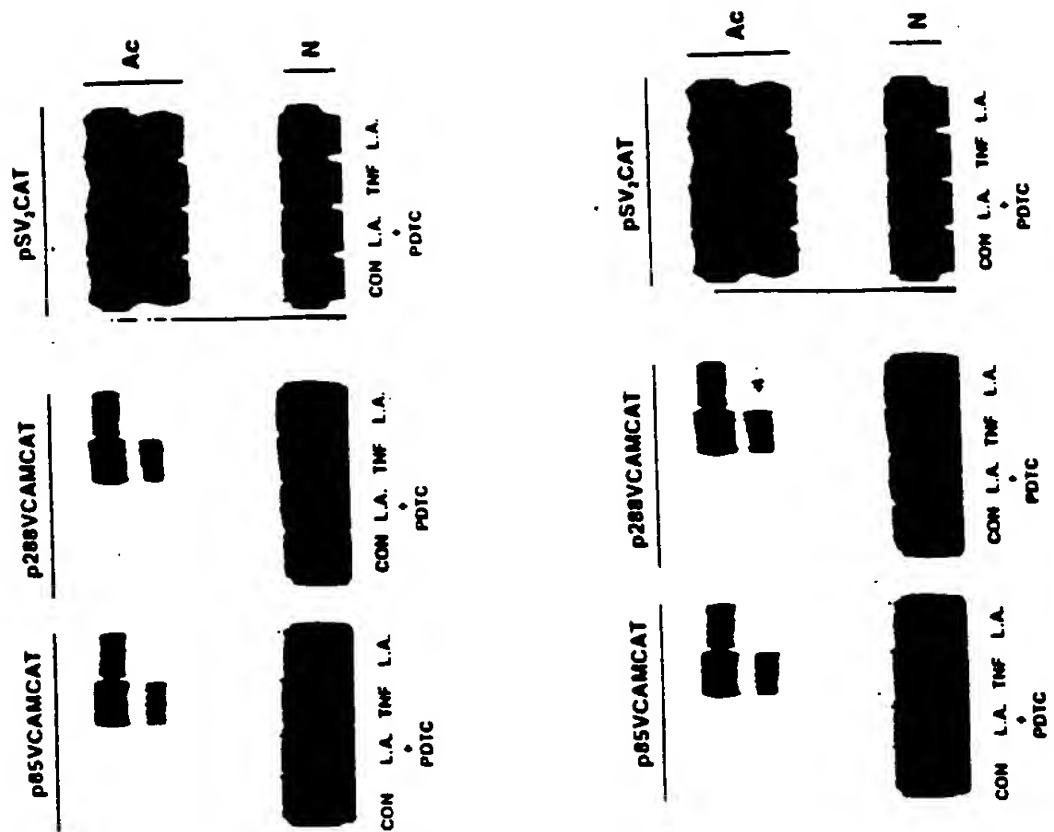 p85VCAMCAT p288VCAMCAT pSV₂CAT
Ac
N
CON L.A. TNF L.A. CON L.A. TNF L.A. CON L.A. TNF L.A.
+ + +
PDTC PDTC PDTC
p85VCAMCAT p288VCAMCAT pSV₂CAT
Ac
N
CON L.A. TNF L.A. CON L.A. TNF L.A. CON L.A. TNF L.A.
+ + +
PDTC PDTC PDTC